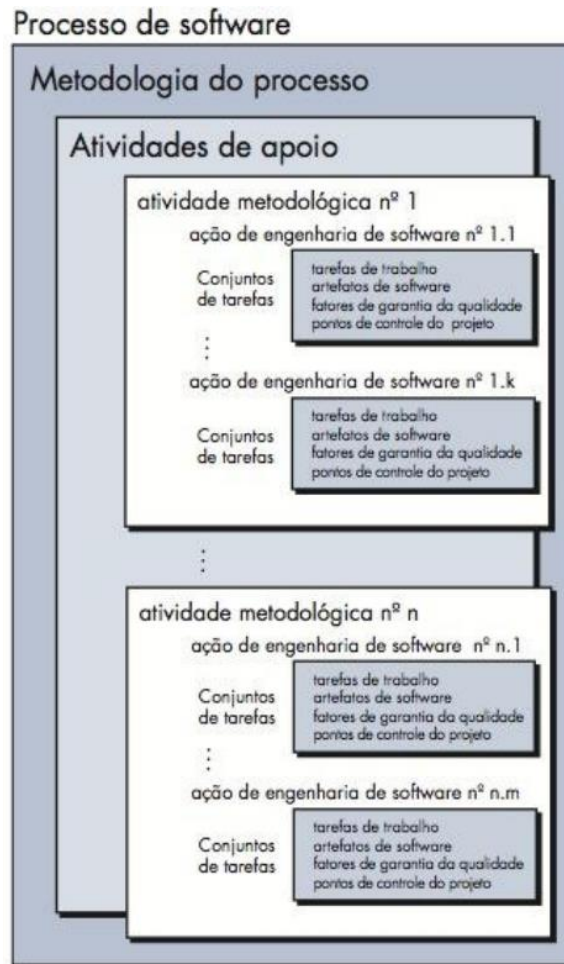 Processo de software
Metodologia do processo
Atividades de apoio
atividade metodológica nº 1
ação de engenharia de software nº 1.1
Conjuntos
de tarefas
tarefas de trabalho
artefatos de software
fatores de garantia da qualidade
pontos de controle do projeto
ação de engenharia de software nº 1.k
Conjuntos
de tarefas
tarefas de trabalho
artefatos de software
fatores de garantia da qualidade
pontos de controle do projeto
atividade metodológica nº n
ação de engenharia de software nº n.1
Conjuntos
de tarefas
tarefas de trabalho
artefatos de software
fatores de garantia da qualidade
pontos de controle do projeto
ação de engenharia de software nº n.m
Conjuntos
de tarefas
tarefas de trabalho
artefatos de software
fatores de garantia da qualidade
pontos de controle do projeto